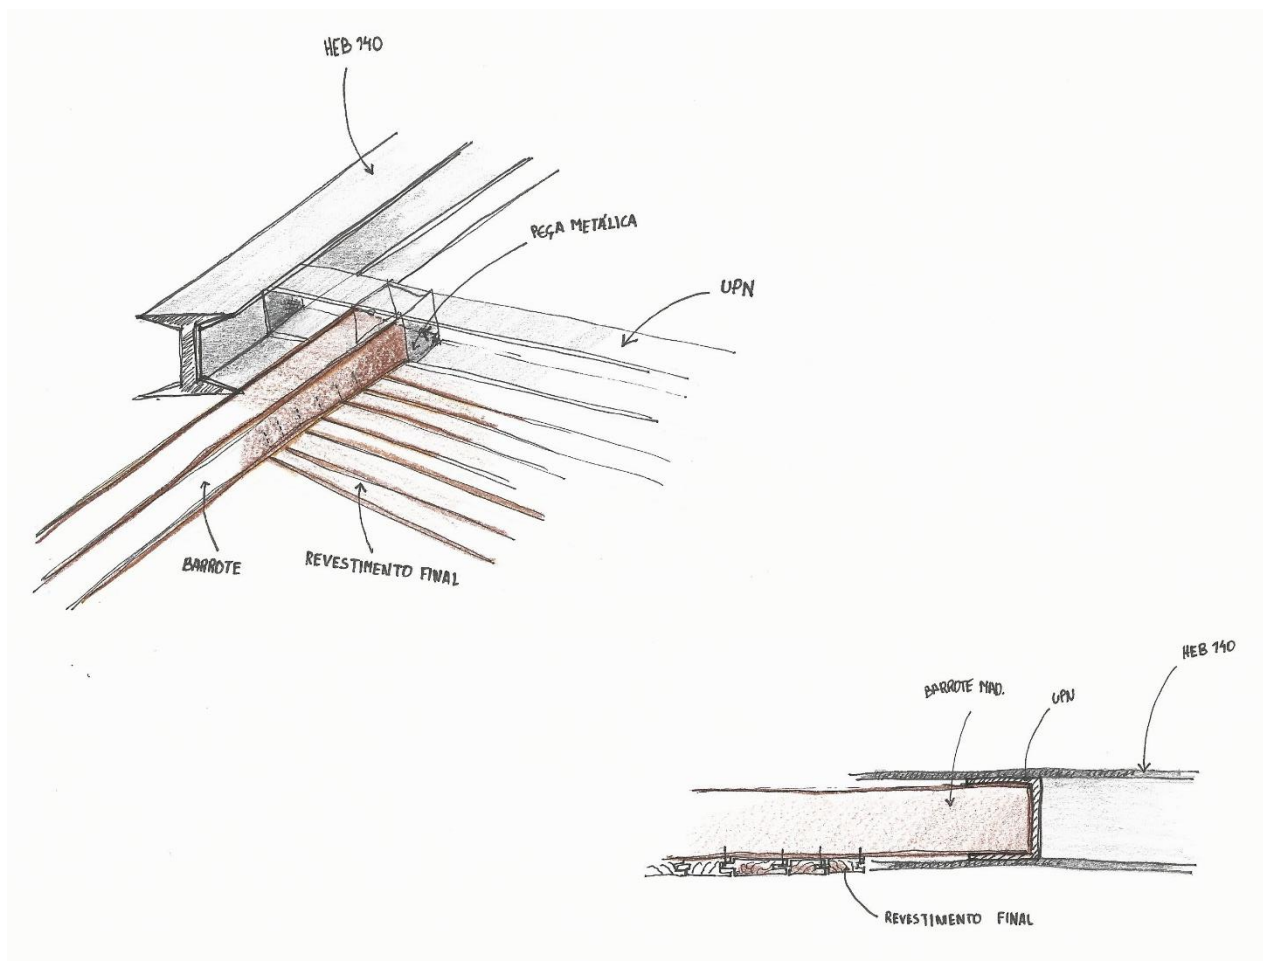 HEB 140
PEÇA METÁLICA
UPN
BARROTE
REVESTIMENTO FINAL
HEB 140
BARROTE MAD.
UPN
REVESTIMENTO FINAL